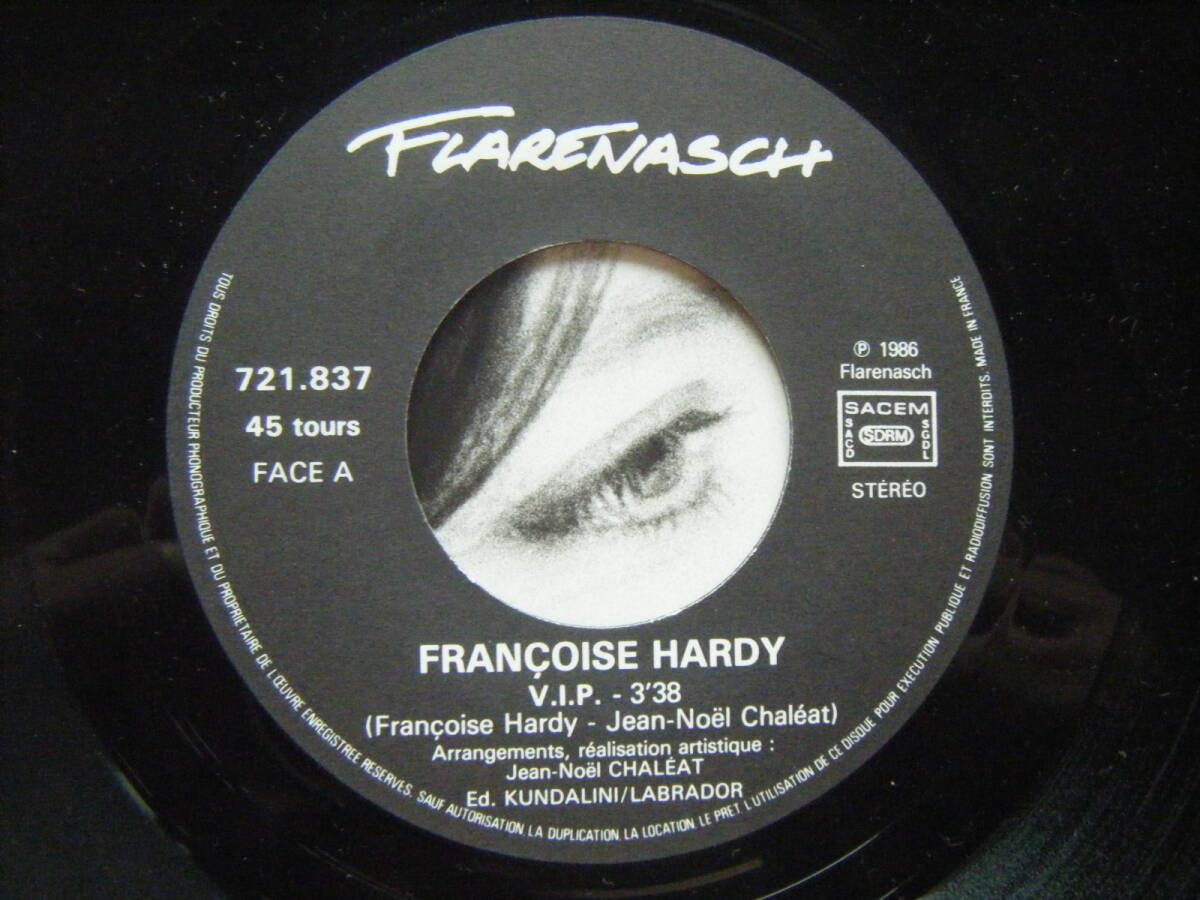 FLARENASCH
721.837
45 tours
FACE A
℗ 1986
Flarenasch
SACEM
SACD
SDRM
SGDL
STÉRÉO
FRANÇOISE HARDY
V.I.P. - 3'38
(Françoise Hardy - Jean-Noël Chaléat)
Arrangements, réalisation artistique :
Jean-Noël CHALÉAT
Ed. KUNDALINI/LABRADOR
TOUS DROITS DU PRODUCTEUR PHONOGRAPHIQUE ET DU PROPRIETAIRE DE L'ŒUVRE ENREGISTREE RESERVES. SAUF AUTORISATION LA DUPLICATION, LA LOCATION, LE PRET, L'UTILISATION DE CE DISQUE POUR EXECUTION PUBLIQUE ET RADIODIFFUSION SONT INTERDITS. MADE IN FRANCE